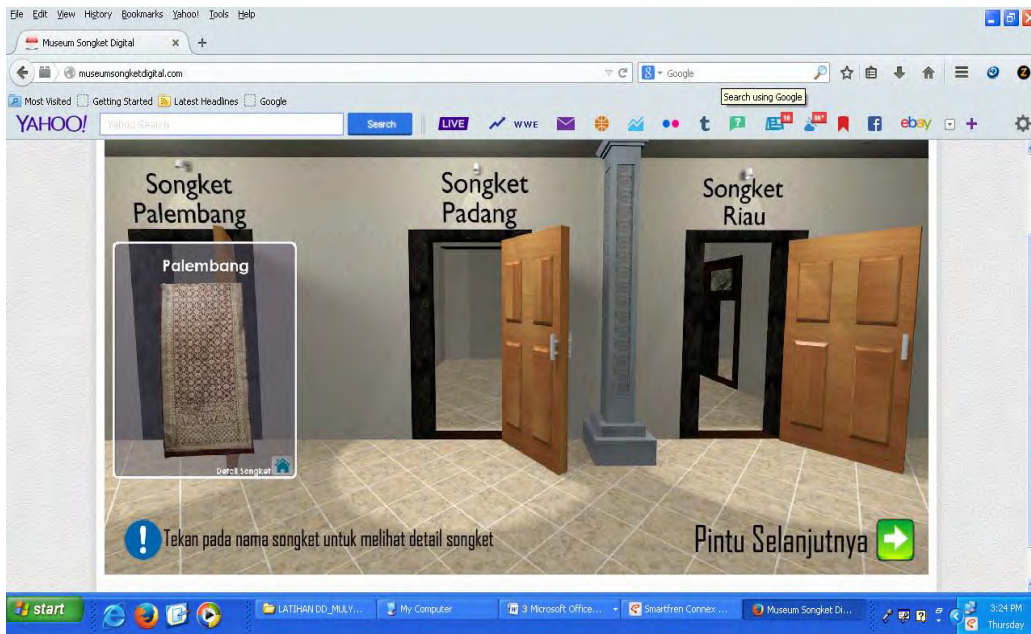 File Edit View History Bookmarks Yahoo! Tools Help
Museum Songket Digital
museumsongketdigital.com
Google
Most Visited Getting Started Latest Headlines Google
Search using Google
YAHOO! Yahoo Search Search LIVE WWE ebay
Songket Palembang
Songket Padang
Songket Riau
Palembang
Detail Songket
Tekan pada nama songket untuk melihat detail songket
Pintu Selanjutnya
start
LATIHAN DD_MULY...
My Computer
3 Microsoft Office...
Smartfren Connex ...
Museum Songket Di...
3:24 PM
Thursday